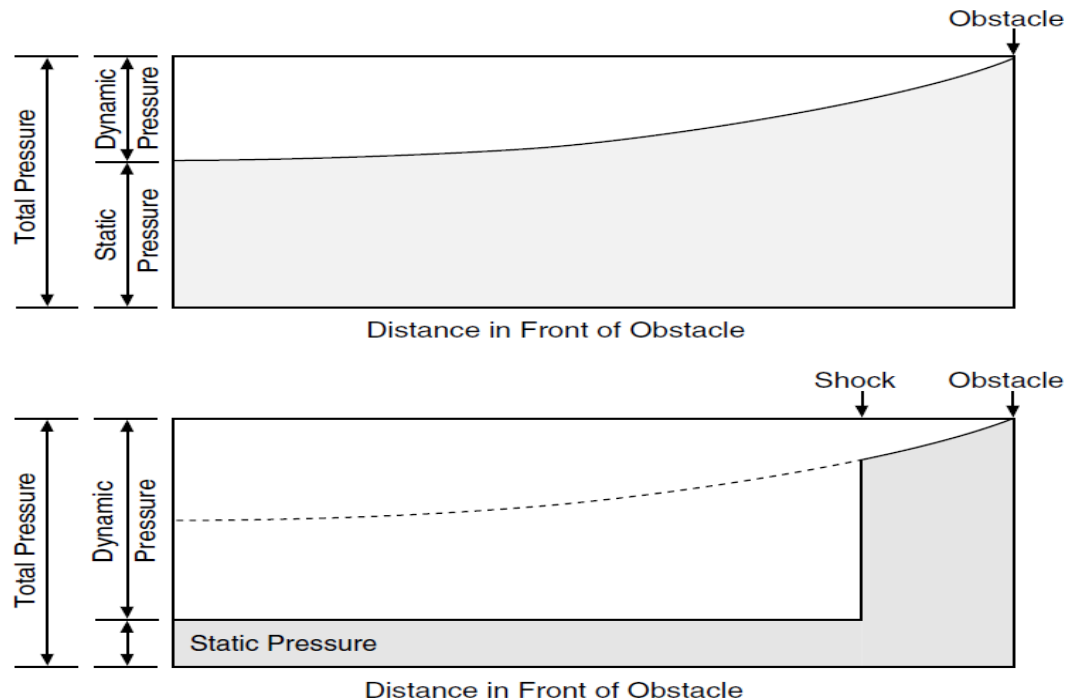 Obstacle
Total Pressure
Dynamic
Pressure
Static
Pressure
Distance in Front of Obstacle
Shock
Obstacle
Total Pressure
Dynamic
Pressure
Static Pressure
Distance in Front of Obstacle